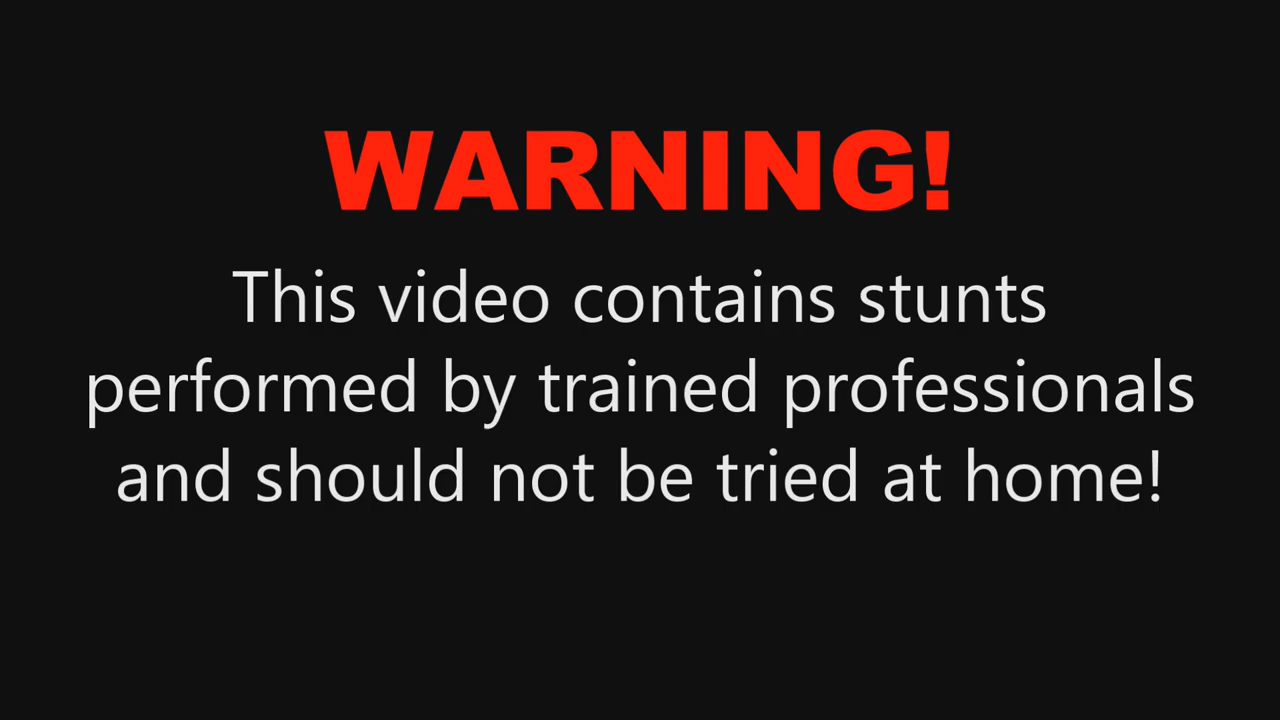 WARNING!
This video contains stunts
performed by trained professionals
and should not be tried at home!